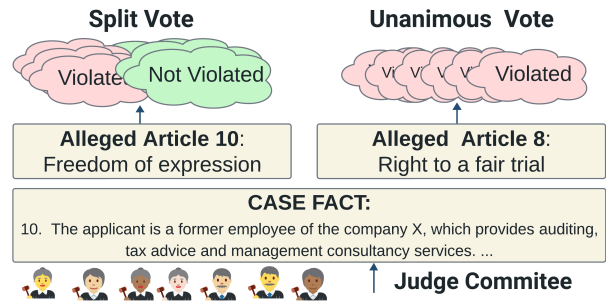 Split Vote
Unanimous Vote
Violated
Not Violated
Violated
Alleged Article 10:
Freedom of expression
Alleged Article 8:
Right to a fair trial
CASE FACT:
10. The applicant is a former employee of the company X, which provides auditing,
tax advice and management consultancy services. ...
Judge Commitee